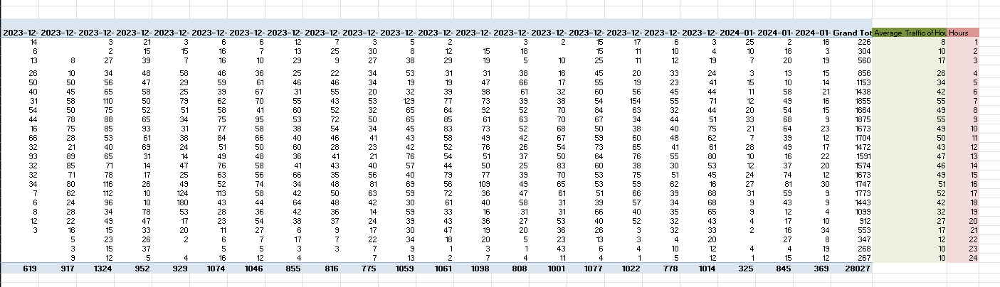 2023-12- 2023-12- 2023-12- 2023-12- 2023-12- 2023-12- 2023-12- 2023-12- 2023-12- 2023-12- 2023-12- 2023-12- 2023-12- 2023-12- 2023-12- 2023-12- 2023-12- 2023-12- 2023-12- 2024-01- 2024-01- 2024-01- Grand Tot Average Traffic of Hou Hours
14 3 21 3 6 6 12 7 3 5 2 3 2 15 17 6 3 25 2 16 226 8 1
6 2 15 15 16 7 13 25 30 8 12 15 18 15 11 10 4 10 18 3 304 10 2
13 8 27 39 7 16 10 29 9 27 38 29 19 5 10 25 11 12 19 7 20 19 560 17 3
26 10 34 48 58 46 36 25 22 34 53 31 31 38 16 45 20 33 24 3 13 15 856 26 4
50 50 56 47 29 59 61 46 46 34 19 19 47 66 17 55 19 23 41 15 10 14 1153 34 5
40 45 65 58 25 39 67 31 55 20 32 39 98 61 32 60 56 45 44 11 58 21 1438 42 6
31 58 110 50 79 62 70 55 43 53 129 77 73 39 38 54 154 55 71 12 49 16 1855 55 7
54 50 75 52 51 58 41 60 52 32 65 64 92 52 70 84 63 32 44 20 54 15 1664 49 8
44 78 88 65 34 75 95 53 72 50 65 85 61 63 70 67 34 44 51 33 68 9 1875 55 9
16 75 85 93 31 77 58 38 54 34 45 83 73 52 68 50 38 40 75 21 64 23 1673 49 10
66 28 53 61 38 84 66 40 46 41 43 58 49 42 67 59 60 48 62 7 39 12 1704 50 11
32 21 40 69 24 51 50 60 28 23 42 52 76 26 54 73 65 41 61 28 49 17 1472 43 12
93 89 65 31 14 49 48 36 41 21 76 54 51 37 50 64 76 55 80 10 16 22 1591 47 13
32 85 71 14 47 76 58 41 43 40 57 44 50 25 83 60 38 30 53 12 37 20 1574 46 14
32 71 78 17 25 63 56 66 35 56 40 79 77 39 70 53 75 51 45 24 74 12 1673 49 15
34 80 116 26 49 52 74 34 48 81 69 56 109 49 65 53 59 62 16 27 81 30 1747 51 16
7 62 112 10 124 113 58 42 50 63 59 72 36 47 61 51 66 39 68 31 59 9 1773 52 17
6 24 96 10 180 43 44 64 48 42 30 61 40 58 31 39 57 34 68 9 43 9 1443 42 18
8 28 34 78 53 28 36 42 36 14 59 33 16 31 31 66 40 35 65 9 12 4 1099 32 19
12 22 49 47 17 23 54 38 37 24 39 43 36 27 53 40 52 32 43 4 17 10 912 27 20
3 16 15 33 20 11 27 6 9 17 30 47 19 20 36 26 3 32 33 2 16 34 553 17 21
5 23 26 2 6 7 17 7 22 34 18 20 5 23 13 3 4 20 27 8 347 12 22
3 15 37 5 5 3 3 7 9 1 3 1 43 6 4 10 12 4 4 19 268 10 23
9 12 5 4 16 12 4 7 13 2 7 4 11 4 1 5 12 1 15 12 267 10 24
619 917 1324 952 929 1074 1046 855 816 775 1059 1061 1098 808 1001 1077 1022 778 1014 325 845 369 28027